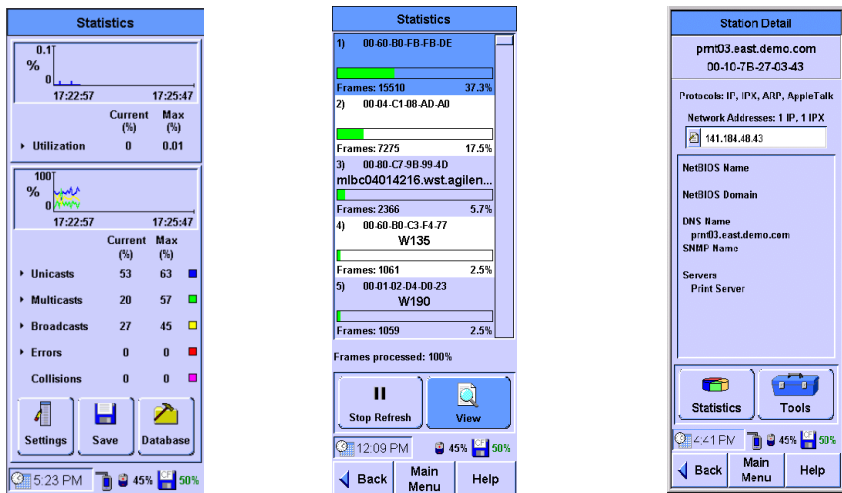 Statistics
0.1
%
0
17:22:57 17:25:47
Current Max
(%) (%)
Utilization 0 0.01
100
%
0
17:22:57 17:25:47
Current Max
(%) (%)
Unicasts 53 63
Multicasts 20 57
Broadcasts 27 45
Errors 0 0
Collisions 0 0
Settings Save Database
5:23 PM 45% CF 50%
Statistics
1) 00-60-B0-FB-FB-DE
Frames: 15510 37.3%
2) 00-04-C1-08-AD-A0
Frames: 7275 17.5%
3) 00-80-C7-9B-99-4D
mlbc04014216.wst.agilen...
Frames: 2366 5.7%
4) 00-60-B0-C3-F4-77
W135
Frames: 1061 2.5%
5) 00-01-02-D4-D0-23
W190
Frames: 1059 2.5%
Frames processed: 100%
Stop Refresh View
12:09 PM 45% CF 50%
Back Main Menu Help
Station Detail
prnt03.east.demo.com
00-10-7B-27-03-43
Protocols: IP, IPX, ARP, AppleTalk
Network Addresses: 1 IP, 1 IPX
141.184.48.43
NetBIOS Name
NetBIOS Domain
DNS Name
prnt03.east.demo.com
SNMP Name
Servers
Print Server
Statistics Tools
4:41 PM 45% CF 50%
Back Main Menu Help